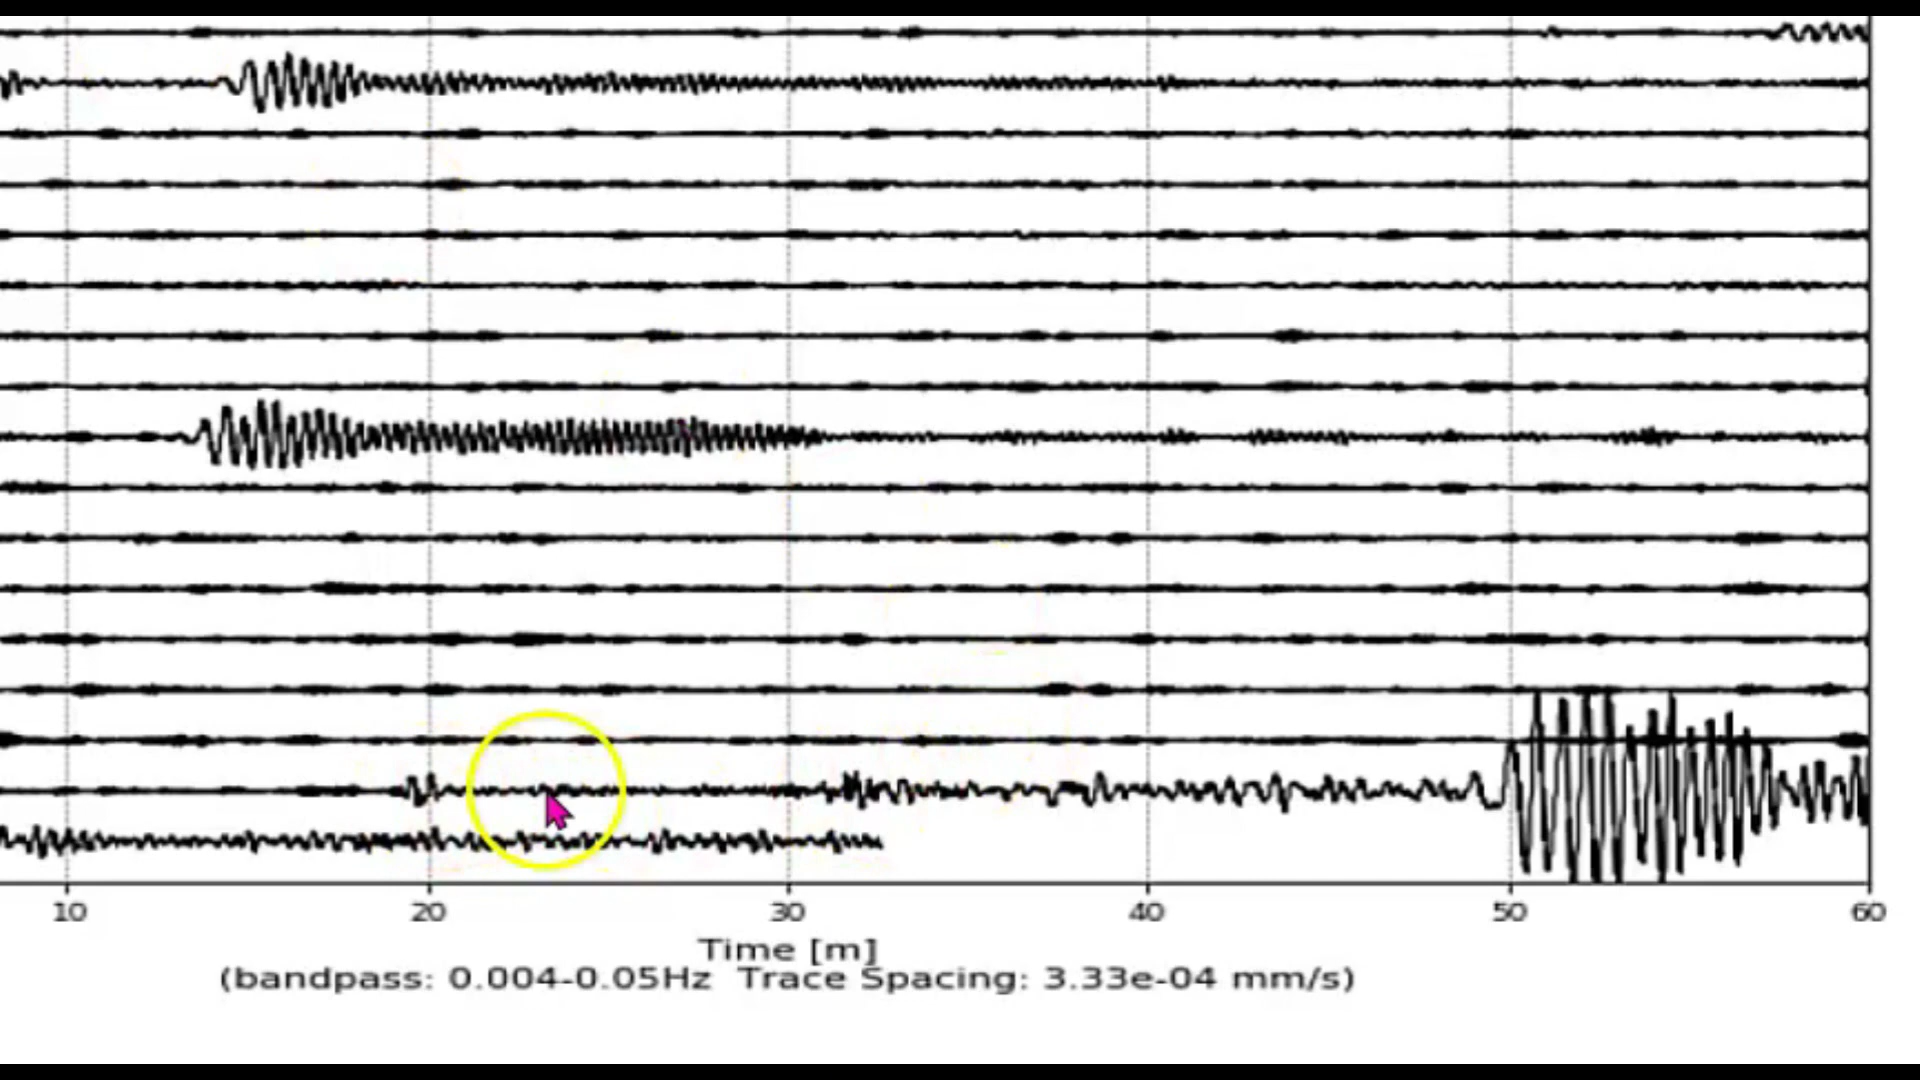 10 20 30 40 50 60
Time [m]
(bandpass: 0.004-0.05Hz Trace Spacing: 3.33e-04 mm/s)